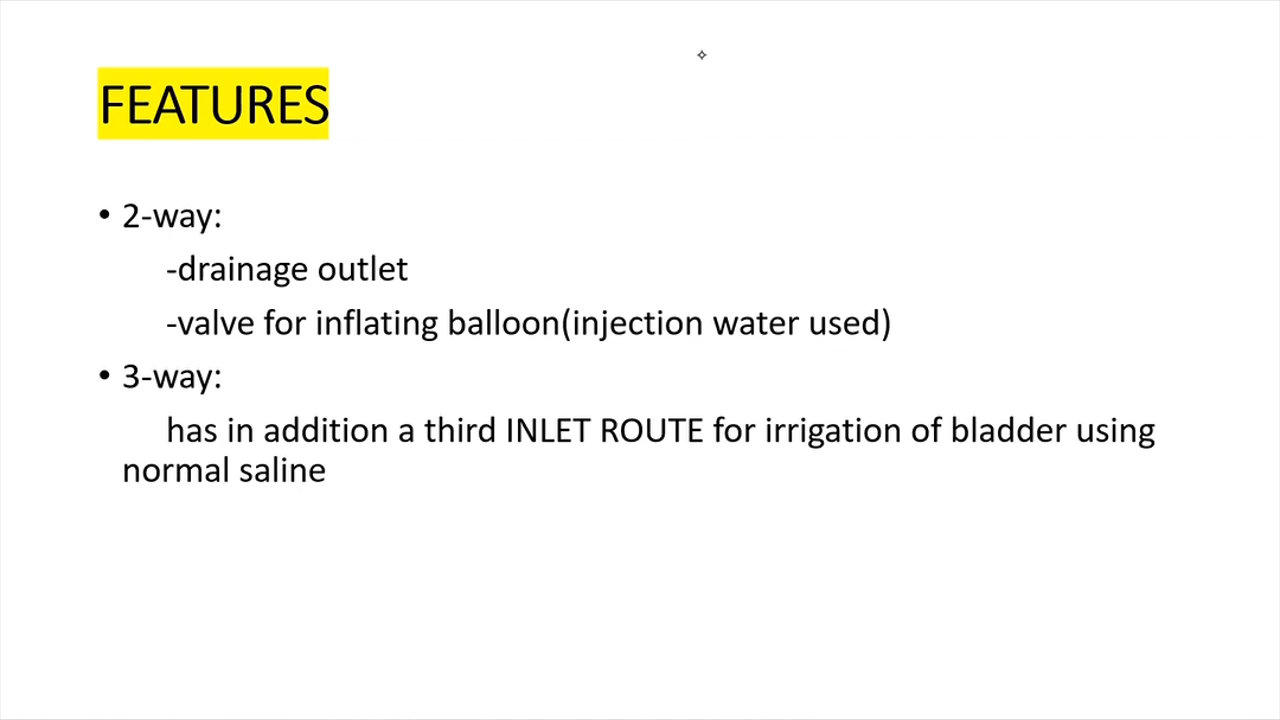 FEATURES
• 2-way:
-drainage outlet
-valve for inflating balloon(injection water used)
• 3-way:
has in addition a third INLET ROUTE for irrigation of bladder using
normal saline